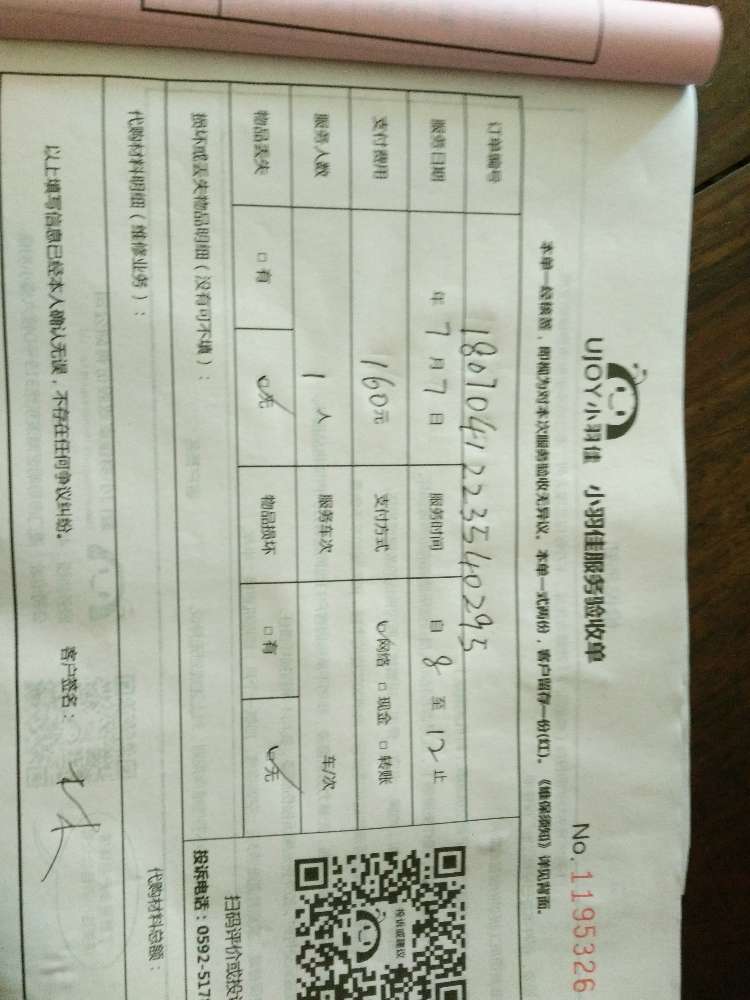 UJOY小羽佳 小羽佳服务验收单
No.1195326
本单一经接签，即视为对本次服务验收无异议。本单一式两份，客户留存一份(红)。《维保须知》详见背面。
订单编号 180704122354029 5
服务日期 年 7 月 7 日 服务时间 自 8 至 12 止
支付费用 160元 支付方式 ☑网络 □现金 □转账
服务人数 1 人 服务车次 车/次
物品丢失 □有 ☑无 物品损坏 □有 ☑无
投诉或建议
损坏或丢失物品明细（没有可不填）：
扫码评价或投诉
投诉电话：0592-517
代购材料明细（维修业务）：
代购材料总额：
以上填写信息已经本人确认无误，不存在任何争议纠纷。
客户签名：